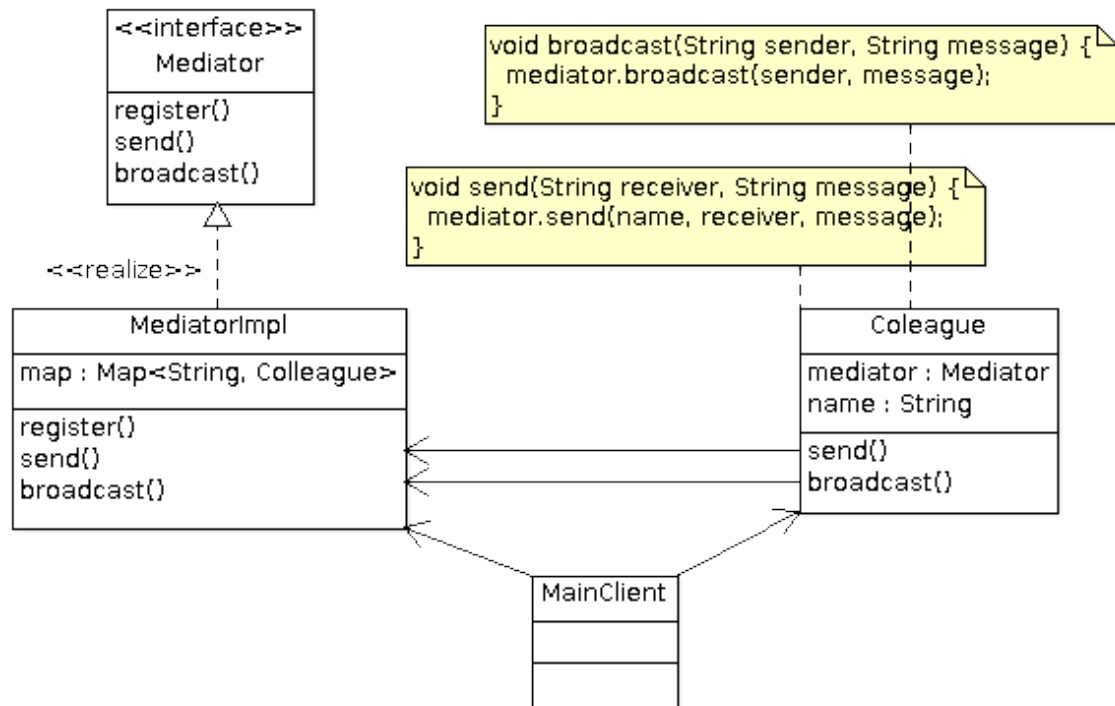 <<interface>>
Mediator
register()
send()
broadcast()
void broadcast(String sender, String message) {
mediator.broadcast(sender, message);
}
void send(String receiver, String message) {
mediator.send(name, receiver, message);
}
<<realize>>
MediatorImpl
map : Map<String, Colleague>
register()
send()
broadcast()
Coleague
mediator : Mediator
name : String
send()
broadcast()
MainClient